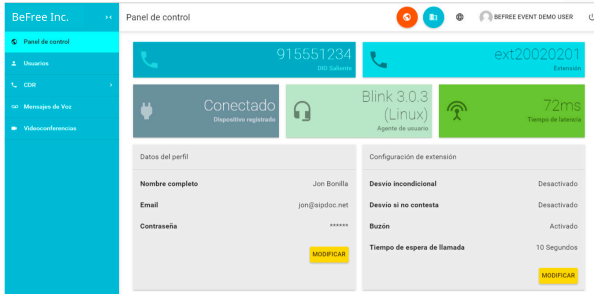 BeFree Inc.
Panel de control
BEFREE EVENT DEMO USER
Panel de control
Usuarios
CDR
Mensajes de Voz
Videoconferencias
915551234
DID Saliente
ext20020201
Extensión
Conectado
Dispositivo registrado
Blink 3.0.3
(Linux)
Agente de usuario
72ms
Tiempo de latencia
Datos del perfil
Nombre completo Jon Bonilla
Email jon@sipdoc.net
Contraseña ******
MODIFICAR
Configuración de extensión
Desvío incondicional Desactivado
Desvío si no contesta Desactivado
Buzón Activado
Tiempo de espera de llamada 10 Segundos
MODIFICAR